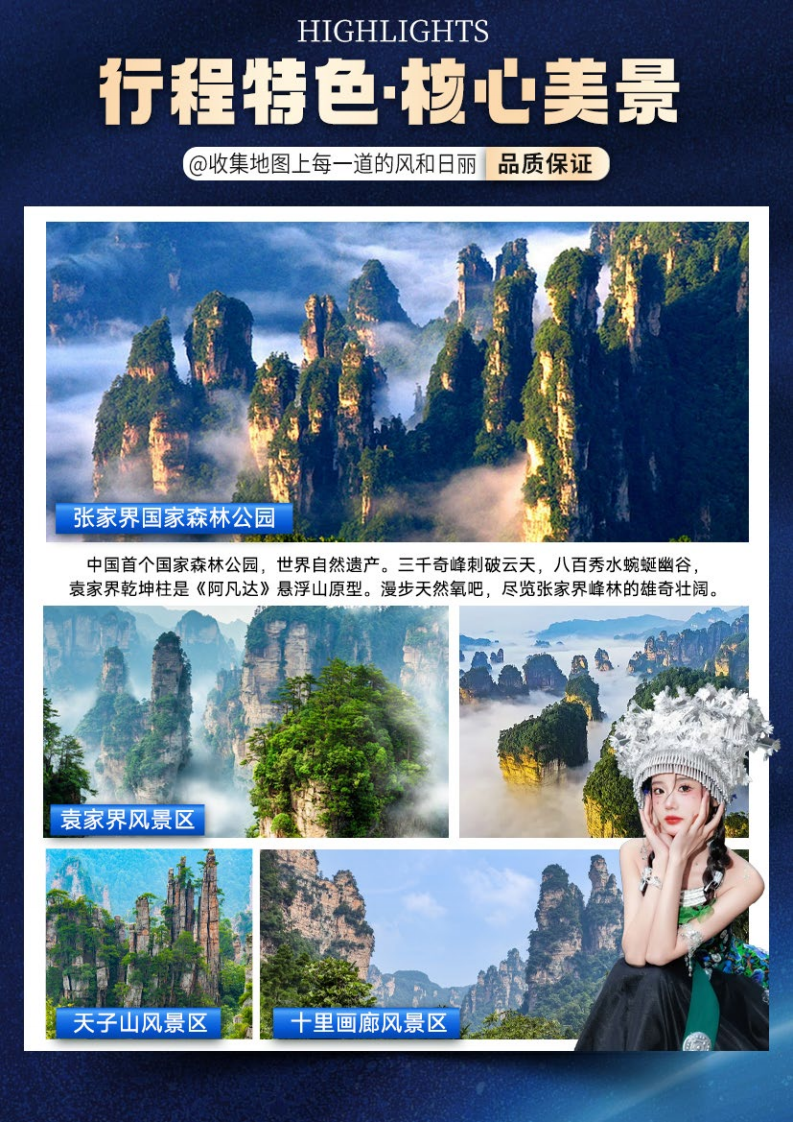 HIGHLIGHTS
行程特色·核心美景
@收集地图上每一道的风和日丽 品质保证
张家界国家森林公园
中国首个国家森林公园，世界自然遗产。三千奇峰刺破云天，八百秀水蜿蜒幽谷，
袁家界乾坤柱是《阿凡达》悬浮山原型。漫步天然氧吧，尽览张家界峰林的雄奇壮阔。
袁家界风景区
天子山风景区
十里画廊风景区